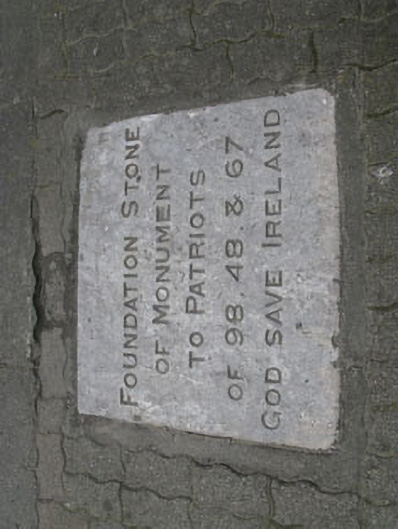 FOUNDATION STONE
OF MONUMENT
TO PATRIOTS
OF 98. 48. & 67
GOD SAVE IRELAND